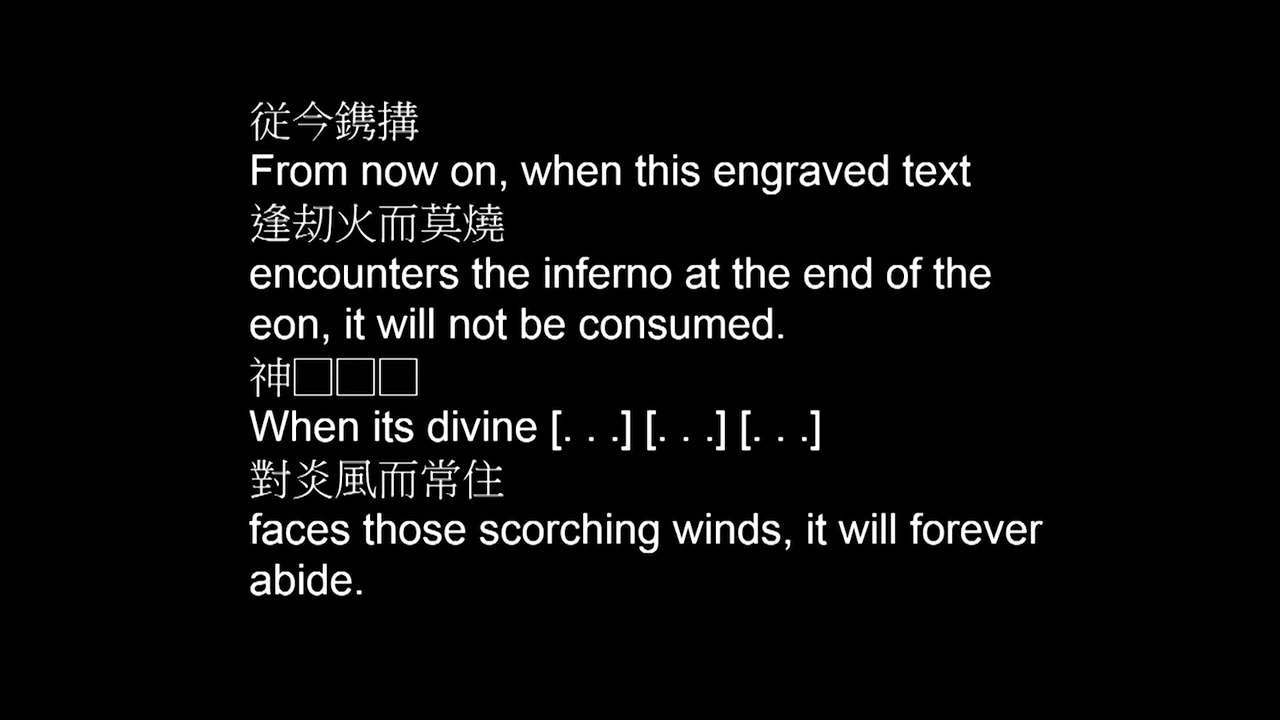 從今鐫搆
From now on, when this engraved text
逢刧火而莫燒
encounters the inferno at the end of the
eon, it will not be consumed.
神□□□
When its divine [. . .] [. . .] [. . .]
對炎風而常住
faces those scorching winds, it will forever
abide.